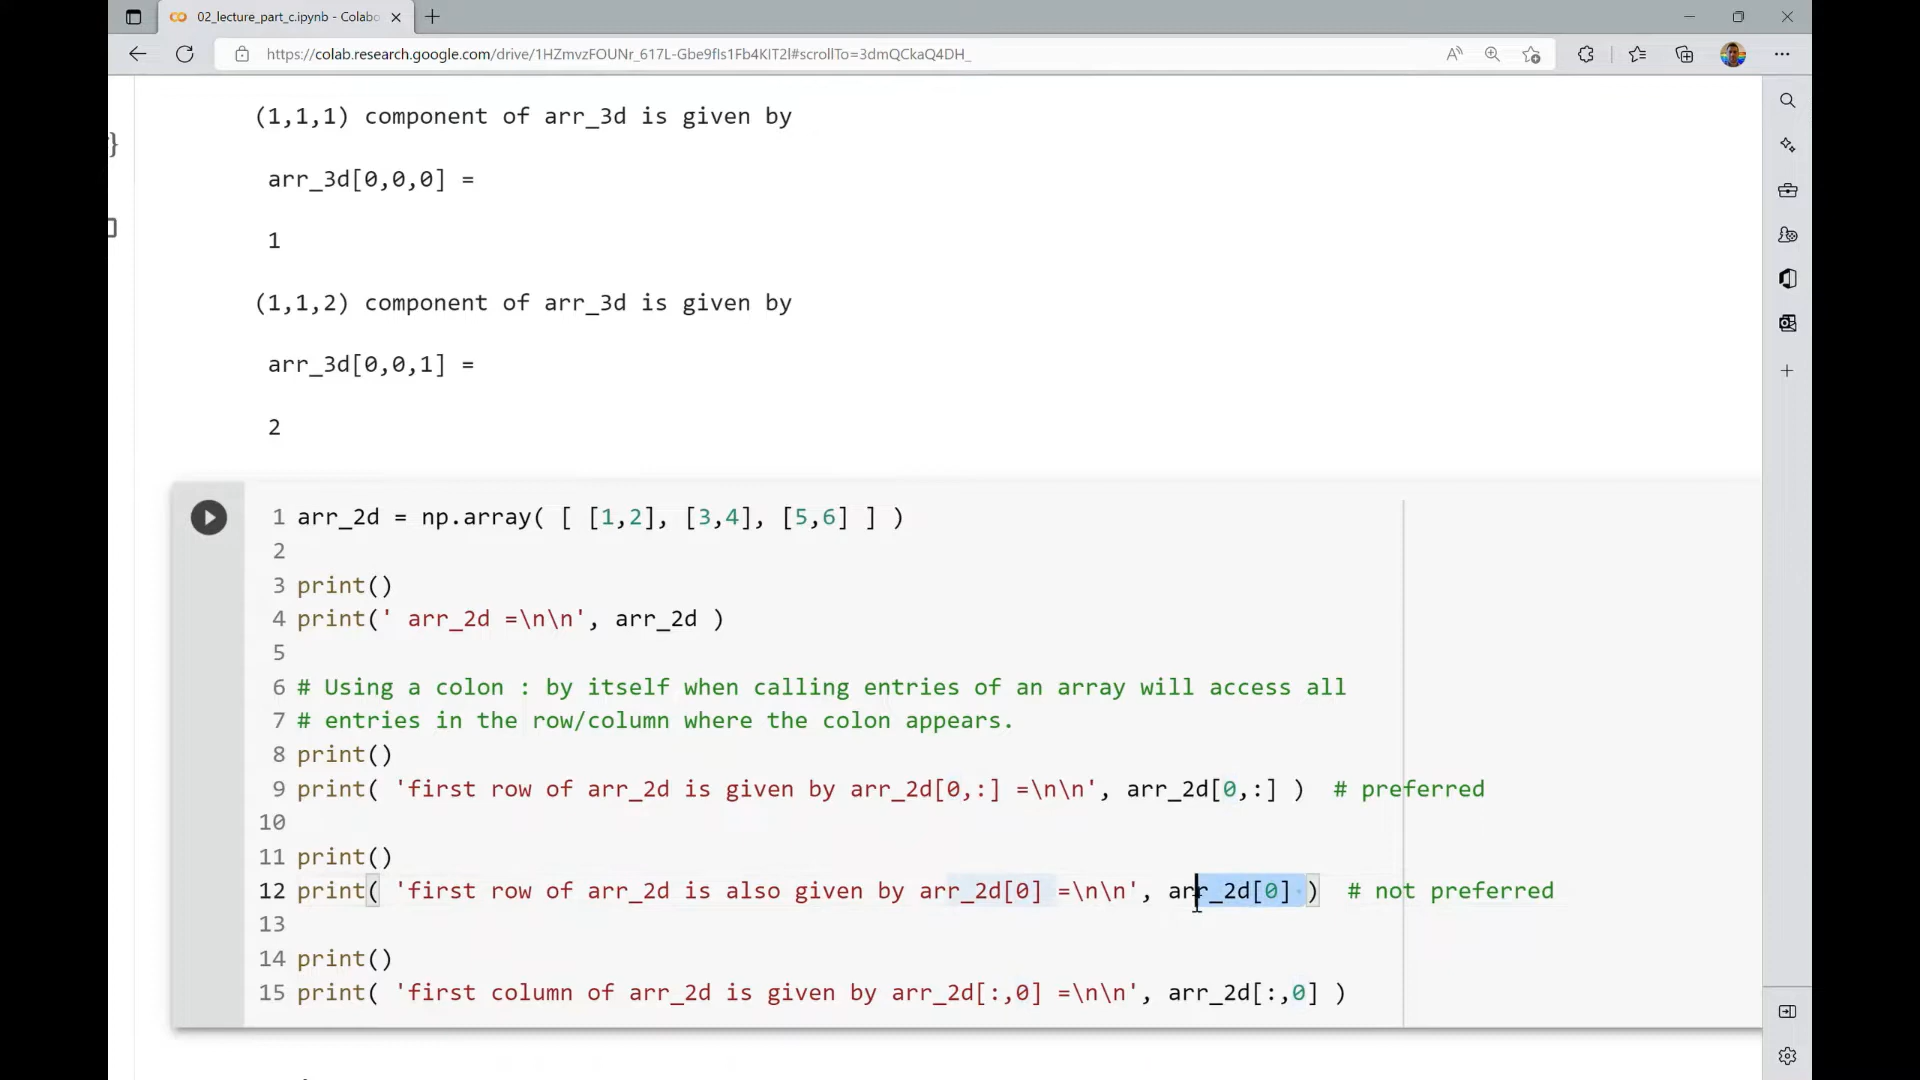 02_lecture_part_c.ipynb - Colabo
https://colab.research.google.com/drive/1HZmvzFOUNr_617L-Gbe9fIs1Fb4KIT2I#scrollTo=3dmQCkaQ4DH_
(1,1,1) component of arr_3d is given by
arr_3d[0,0,0] =
1
(1,1,2) component of arr_3d is given by
arr_3d[0,0,1] =
2
1 arr_2d = np.array( [ [1,2], [3,4], [5,6] ] )
2
3 print()
4 print(' arr_2d =\n\n', arr_2d )
5
6 # Using a colon : by itself when calling entries of an array will access all
7 # entries in the row/column where the colon appears.
8 print()
9 print( 'first row of arr_2d is given by arr_2d[0,:] =\n\n', arr_2d[0,:] )  # preferred
10
11 print()
12 print( 'first row of arr_2d is also given by arr_2d[0] =\n\n', arr_2d[0] )  # not preferred
13
14 print()
15 print( 'first column of arr_2d is given by arr_2d[:,0] =\n\n', arr_2d[:,0] )